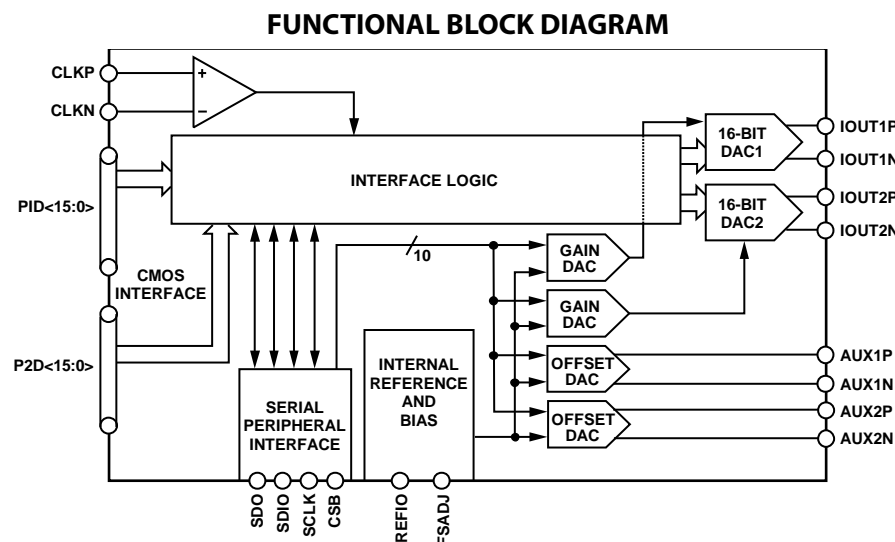 FUNCTIONAL BLOCK DIAGRAM
CLKP
CLKN
PID<15:0>
P2D<15:0>
CMOS
INTERFACE
INTERFACE LOGIC
10
16-BIT
DAC1
16-BIT
DAC2
IOUT1P
IOUT1N
IOUT2P
IOUT2N
GAIN
DAC
GAIN
DAC
OFFSET
DAC
OFFSET
DAC
AUX1P
AUX1N
AUX2P
AUX2N
SERIAL
PERIPHERAL
INTERFACE
INTERNAL
REFERENCE
AND
BIAS
SDO
SDIO
SCLK
CSB
REFIO
FSADJ